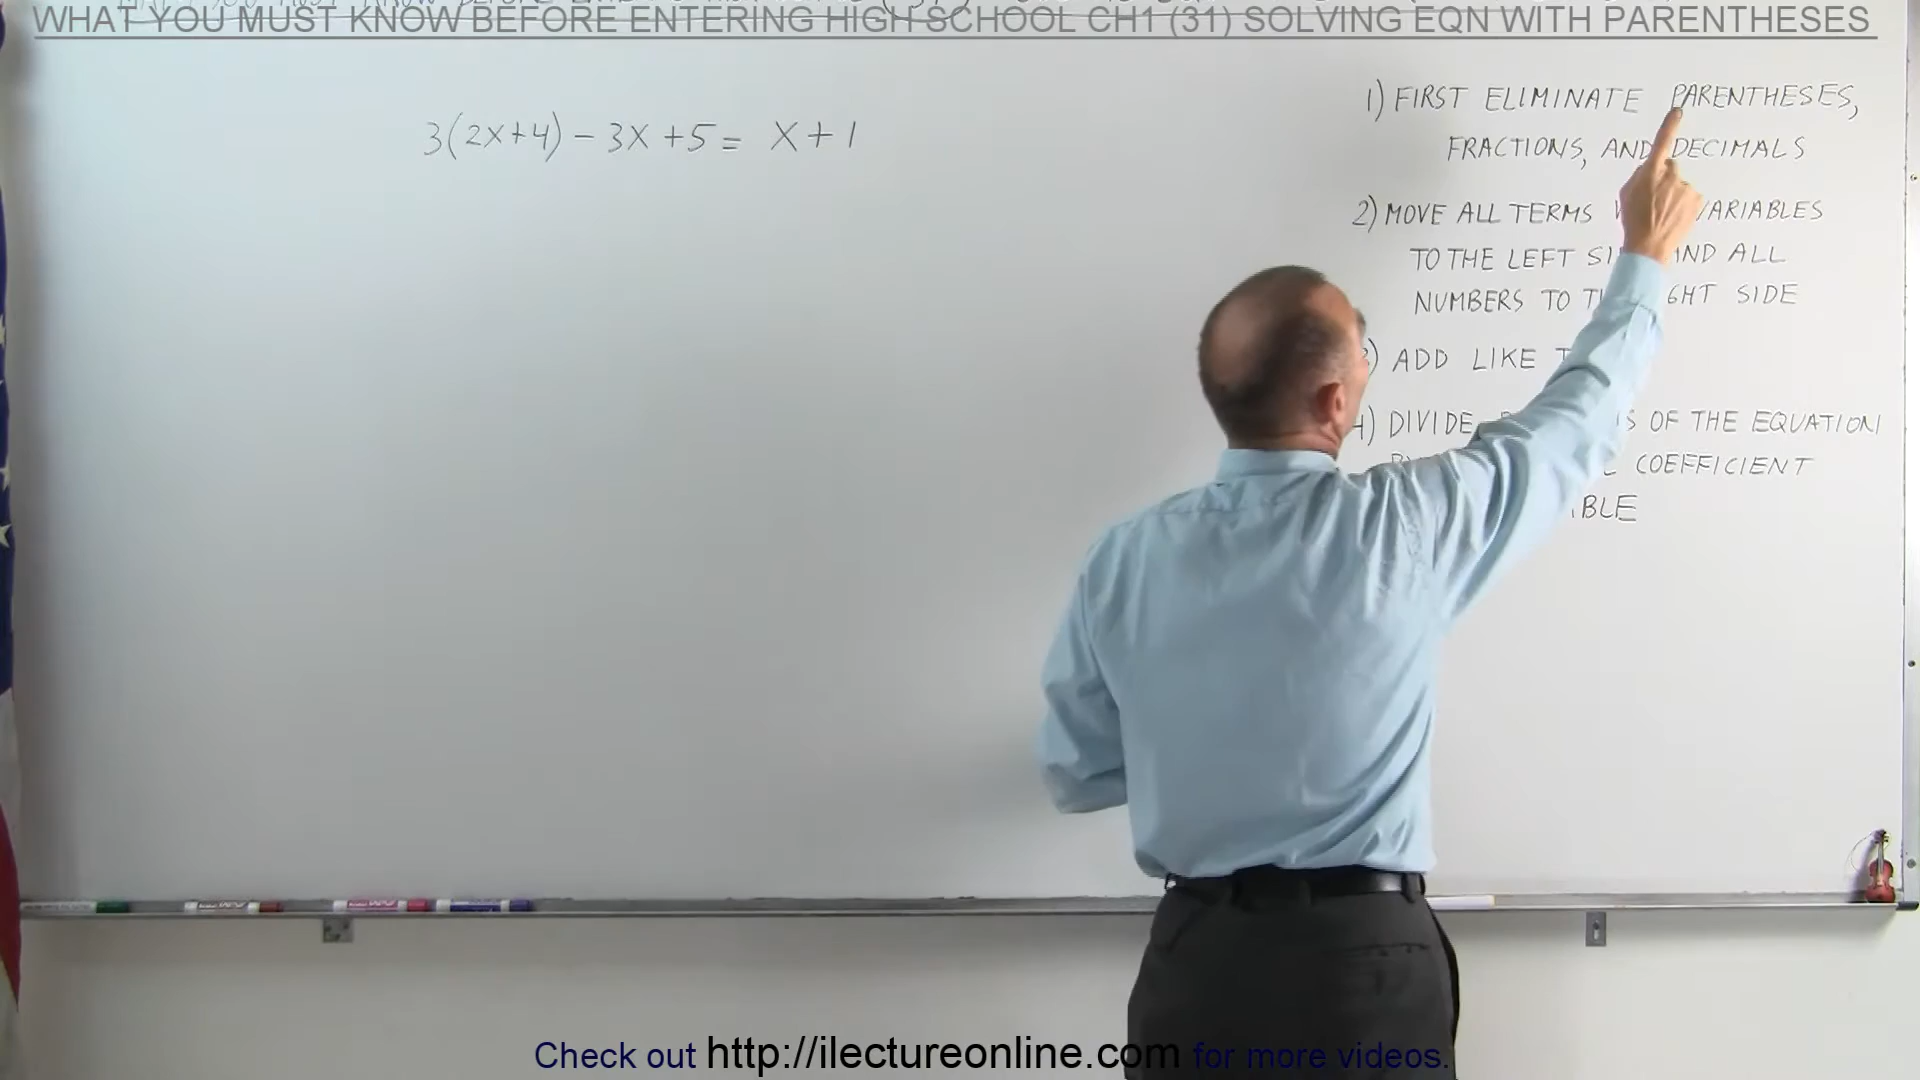 WHAT YOU MUST KNOW BEFORE ENTERING HIGH SCHOOL CH1 (31) SOLVING EQN WITH PARENTHESES
3(2X+4) - 3X +5 = X + 1
1) FIRST ELIMINATE PARENTHESES,
FRACTIONS, AND DECIMALS
2) MOVE ALL TERMS VARIABLES
TO THE LEFT AND ALL
NUMBERS TO SIDE
3) ADD LIKE
4) DIVIDE OF THE EQUATION
COEFFICIENT
Check out http://ilectureonline.com for more videos.